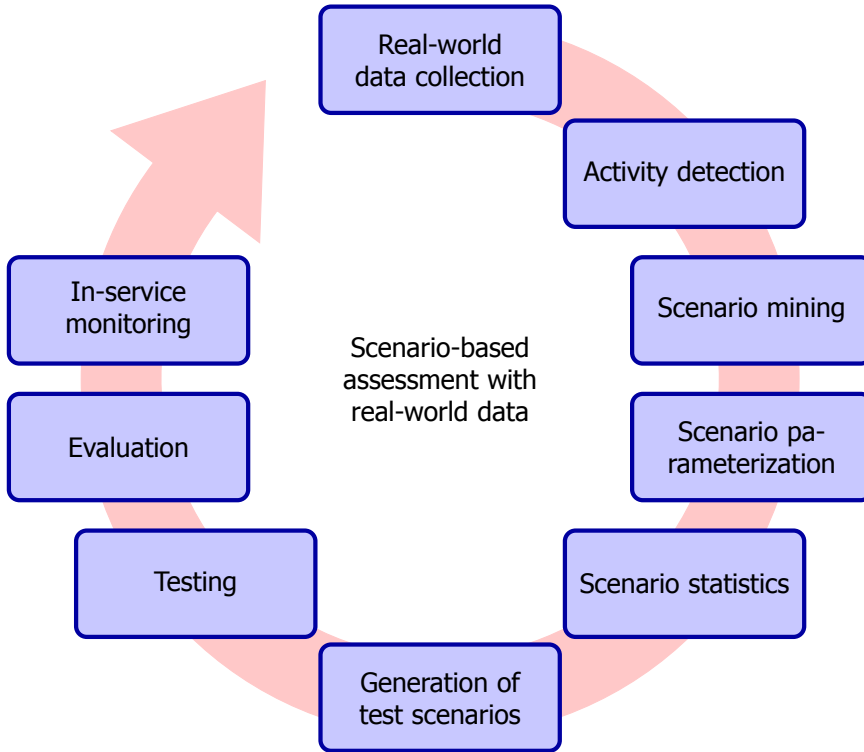 Real-world
data collection
Activity detection
Scenario mining
Scenario pa-
rameterization
Scenario statistics
Generation of
test scenarios
Testing
Evaluation
In-service
monitoring
Scenario-based
assessment with
real-world data